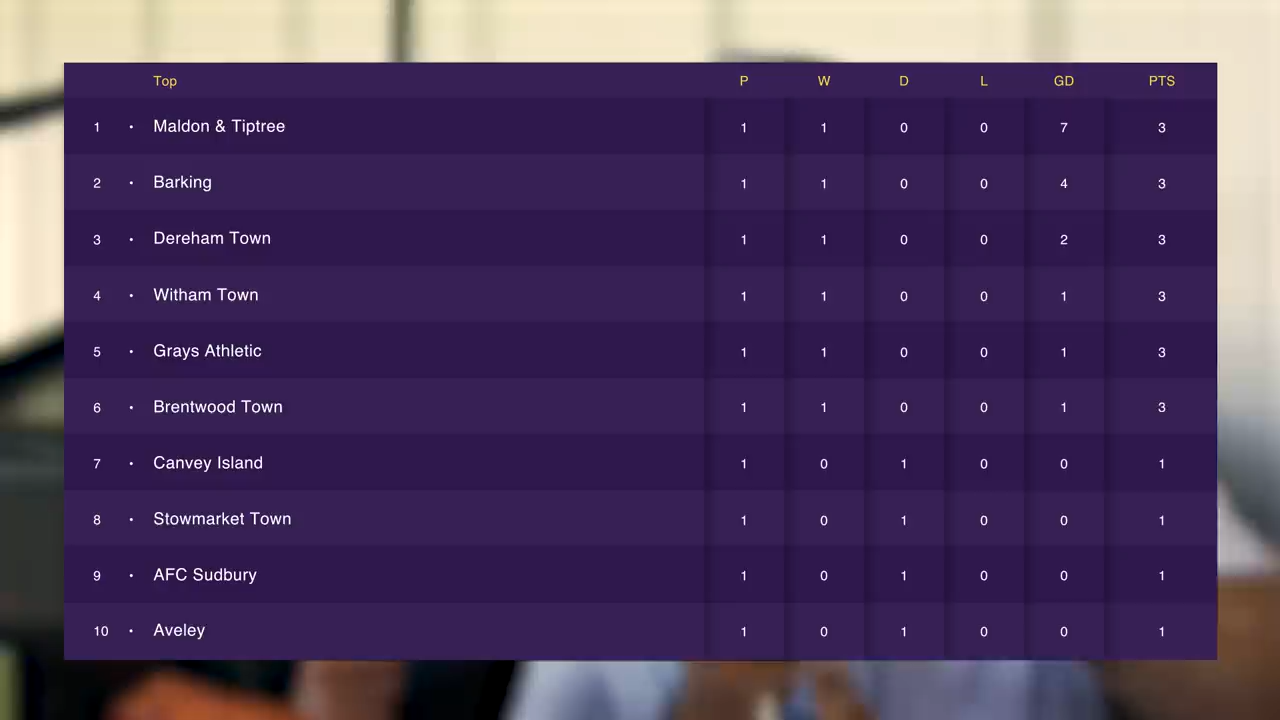 Top P W D L GD PTS
1 • Maldon & Tiptree 1 1 0 0 7 3
2 • Barking 1 1 0 0 4 3
3 • Dereham Town 1 1 0 0 2 3
4 • Witham Town 1 1 0 0 1 3
5 • Grays Athletic 1 1 0 0 1 3
6 • Brentwood Town 1 1 0 0 1 3
7 • Canvey Island 1 0 1 0 0 1
8 • Stowmarket Town 1 0 1 0 0 1
9 • AFC Sudbury 1 0 1 0 0 1
10 • Aveley 1 0 1 0 0 1